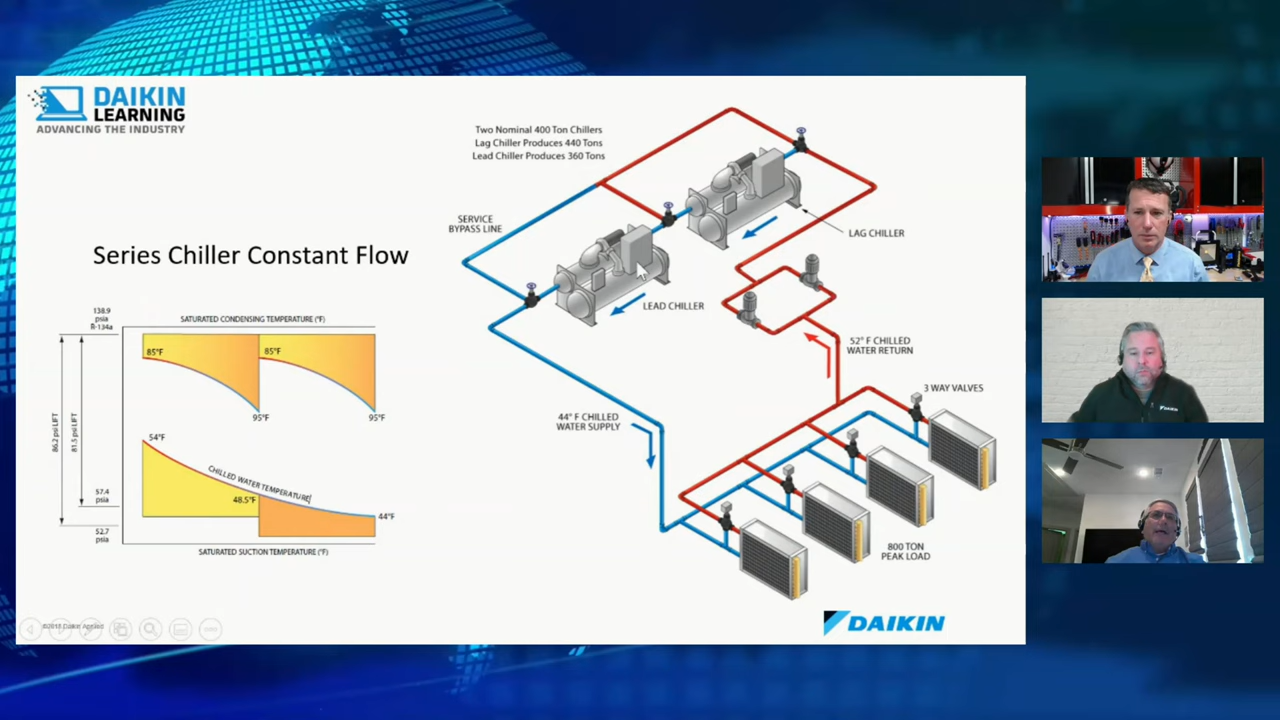 DAIKIN
LEARNING
ADVANCING THE INDUSTRY
Two Nominal 400 Ton Chillers
Lag Chiller Produces 440 Tons
Lead Chiller Produces 360 Tons
SERVICE
BYPASS LINE
LAG CHILLER
LEAD CHILLER
Series Chiller Constant Flow
52° F CHILLED
WATER RETURN
3 WAY VALVES
44° F CHILLED
WATER SUPPLY
800 TON
PEAK LOAD
138.9
psia
R-134a
SATURATED CONDENSING TEMPERATURE (°F)
85°F
85°F
95°F
95°F
86.2 psi LIFT
81.5 psi LIFT
54°F
CHILLED WATER TEMPERATURE
48.5°F
44°F
57.4
psia
52.7
psia
SATURATED SUCTION TEMPERATURE (°F)
Daikin Applied
DAIKIN
DAIKIN